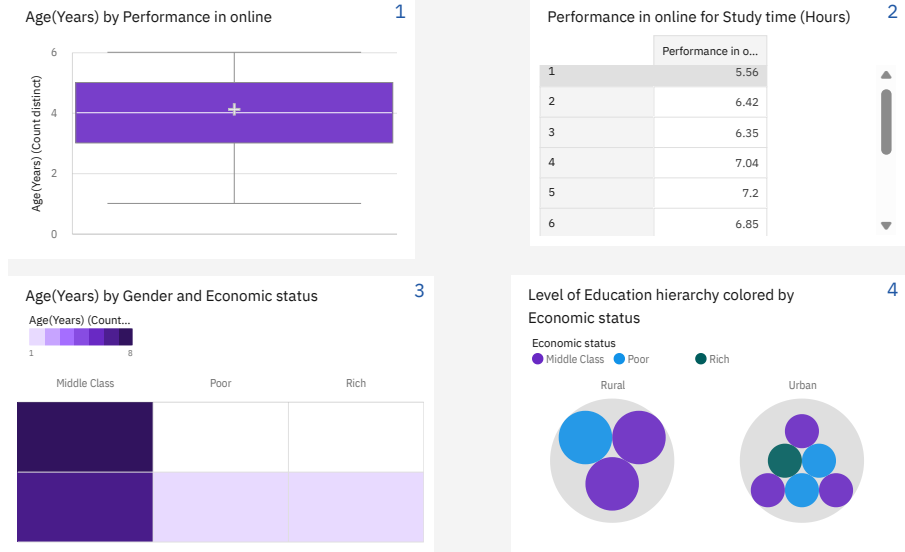 Age(Years) by Performance in online
1
Age(Years) (Count distinct)
6
4
2
0
Performance in online for Study time (Hours)
2
Performance in o...
1 5.56
2 6.42
3 6.35
4 7.04
5 7.2
6 6.85
Age(Years) by Gender and Economic status
3
Age(Years) (Count...
1 8
Middle Class Poor Rich
Level of Education hierarchy colored by
Economic status
4
Economic status
Middle Class Poor Rich
Rural Urban